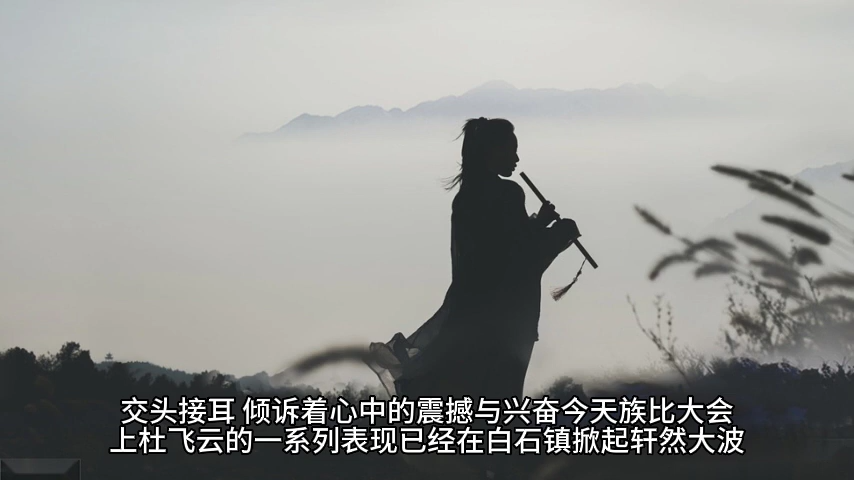 交头接耳 倾诉着心中的震撼与兴奋今天族比大会
上杜飞云的一系列表现已经在白石镇掀起轩然大波